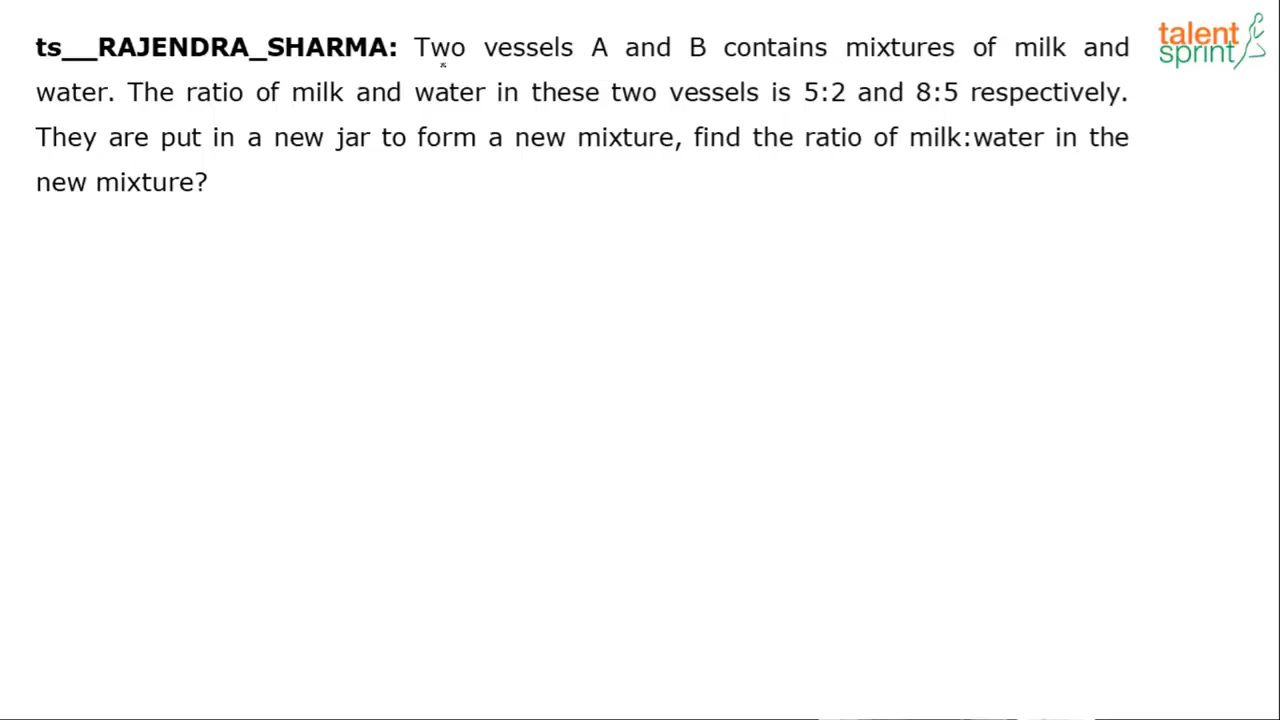 ts__RAJENDRA_SHARMA: Two vessels A and B contains mixtures of milk and
water. The ratio of milk and water in these two vessels is 5:2 and 8:5 respectively.
They are put in a new jar to form a new mixture, find the ratio of milk:water in the
new mixture?
talent
sprint